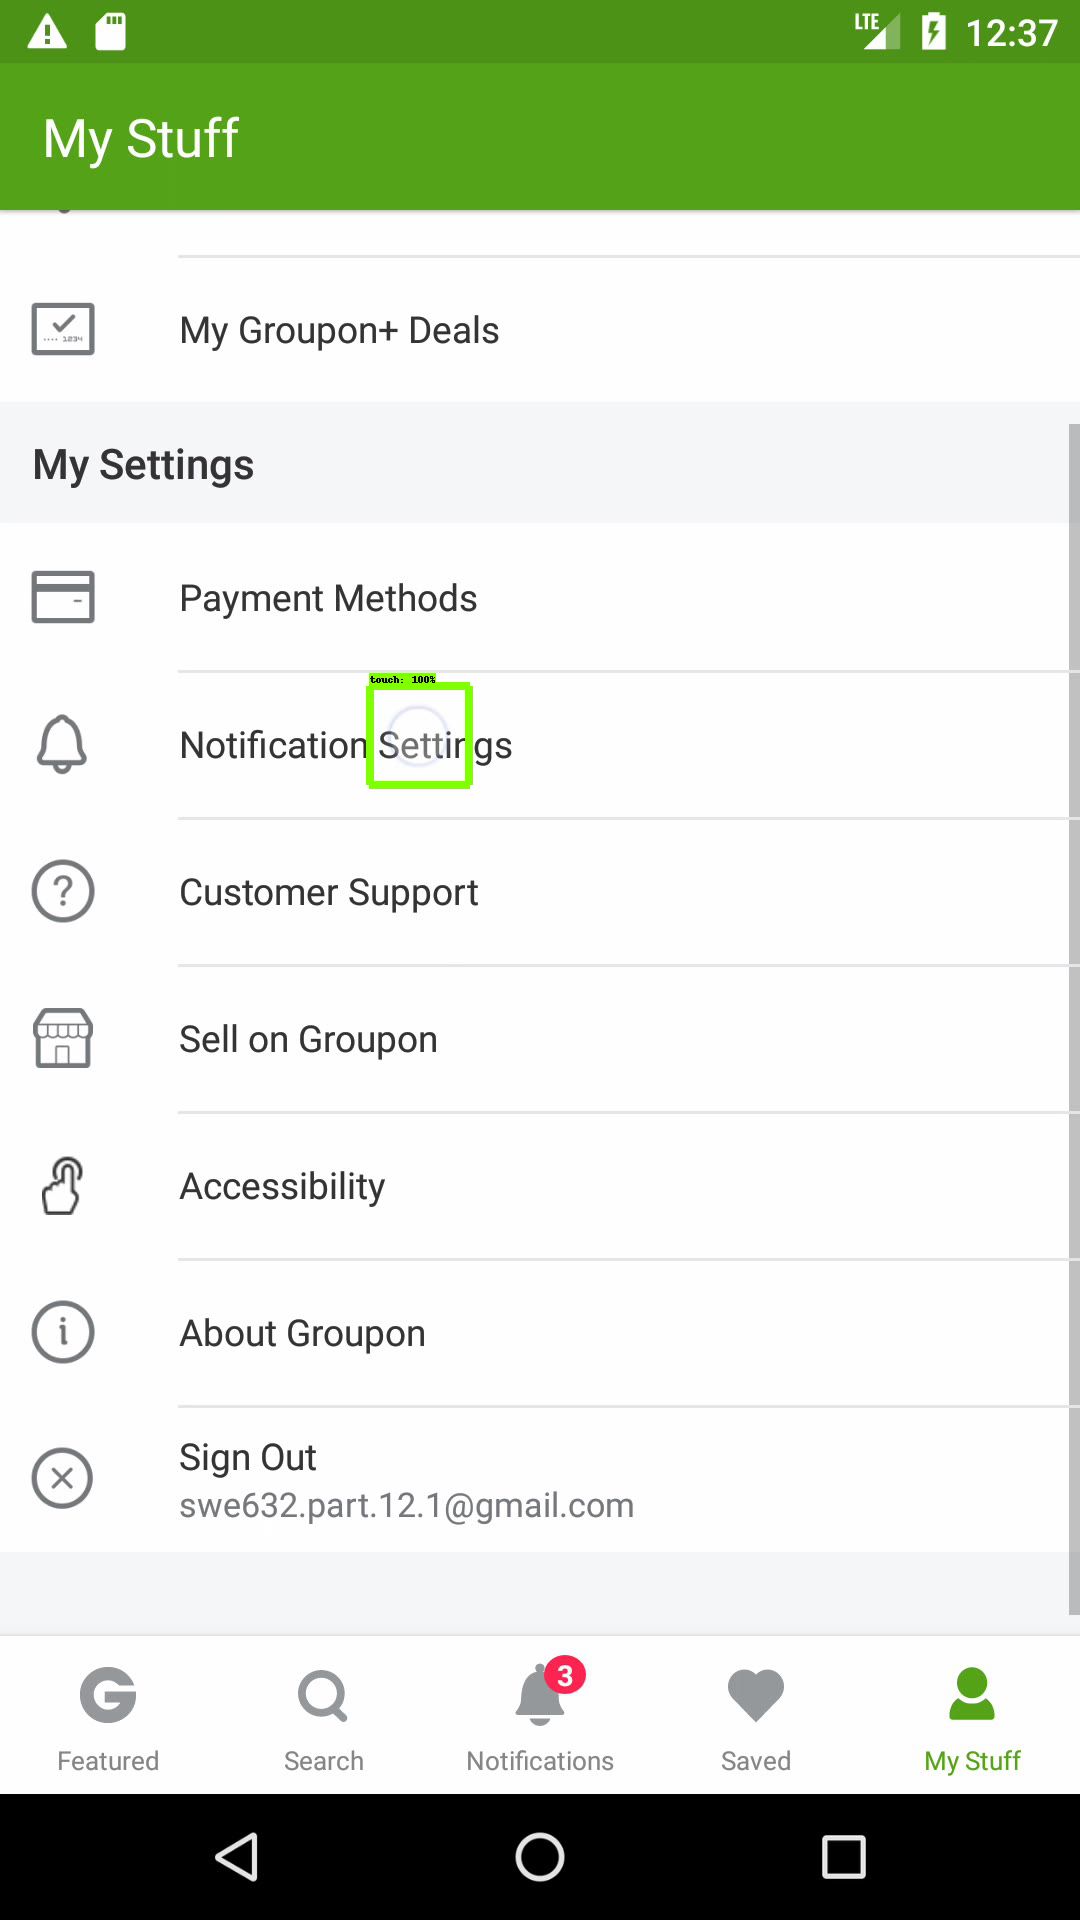 LTE 12:37
My Stuff
1234
My Groupon+ Deals
My Settings
Payment Methods
touch: 100%
Notification Settings
?
Customer Support
Sell on Groupon
Accessibility
i
About Groupon
Sign Out
swe632.part.12.1@gmail.com
G
3
Featured Search Notifications Saved My Stuff